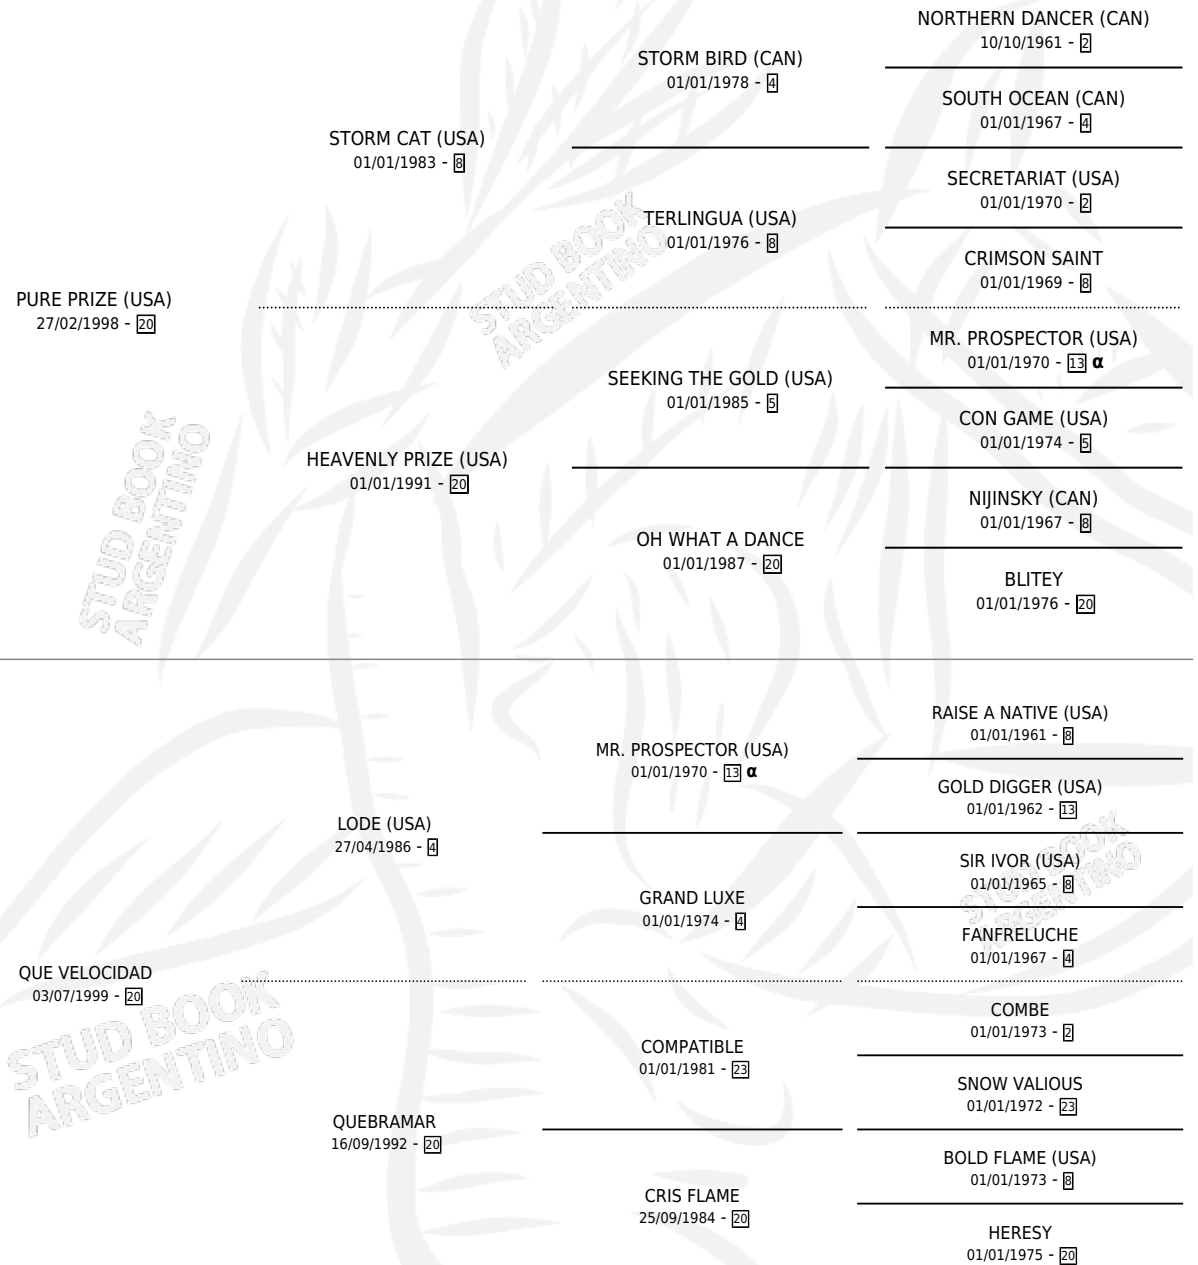 NORTHERN DANCER (CAN)
10/10/1961 - 2
STORM BIRD (CAN)
01/01/1978 - 4
SOUTH OCEAN (CAN)
01/01/1967 - 4
STORM CAT (USA)
01/01/1983 - 8
SECRETARIAT (USA)
01/01/1970 - 2
TERLINGUA (USA)
01/01/1976 - 8
CRIMSON SAINT
01/01/1969 - 8
PURE PRIZE (USA)
27/02/1998 - 20
MR. PROSPECTOR (USA)
01/01/1970 - 13 α
SEEKING THE GOLD (USA)
01/01/1985 - 5
CON GAME (USA)
01/01/1974 - 5
HEAVENLY PRIZE (USA)
01/01/1991 - 20
NIJINSKY (CAN)
01/01/1967 - 8
OH WHAT A DANCE
01/01/1987 - 20
BLITEY
01/01/1976 - 20
RAISE A NATIVE (USA)
01/01/1961 - 8
MR. PROSPECTOR (USA)
01/01/1970 - 13 α
GOLD DIGGER (USA)
01/01/1962 - 13
LODE (USA)
27/04/1986 - 4
SIR IVOR (USA)
01/01/1965 - 8
GRAND LUXE
01/01/1974 - 4
FANFRELUCHE
01/01/1967 - 4
QUE VELOCIDAD
03/07/1999 - 20
COMBE
01/01/1973 - 2
COMPATIBLE
01/01/1981 - 23
SNOW VALIOUS
01/01/1972 - 23
QUEBRAMAR
16/09/1992 - 20
BOLD FLAME (USA)
01/01/1973 - 8
CRIS FLAME
25/09/1984 - 20
HERESY
01/01/1975 - 20
STUD BOOK
ARGENTINO
STUD BOOK
ARGENTINO
STUD BOOK
ARGENTINO
STUD BOOK
ARGENTINO